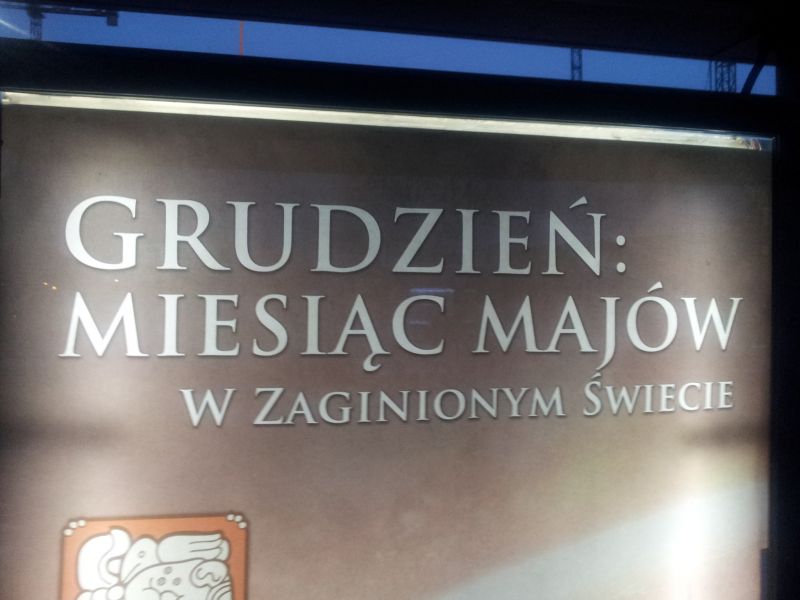 GRUDZIEŃ:
MIESIĄC MAJÓW
W ZAGINIONYM ŚWIECIE